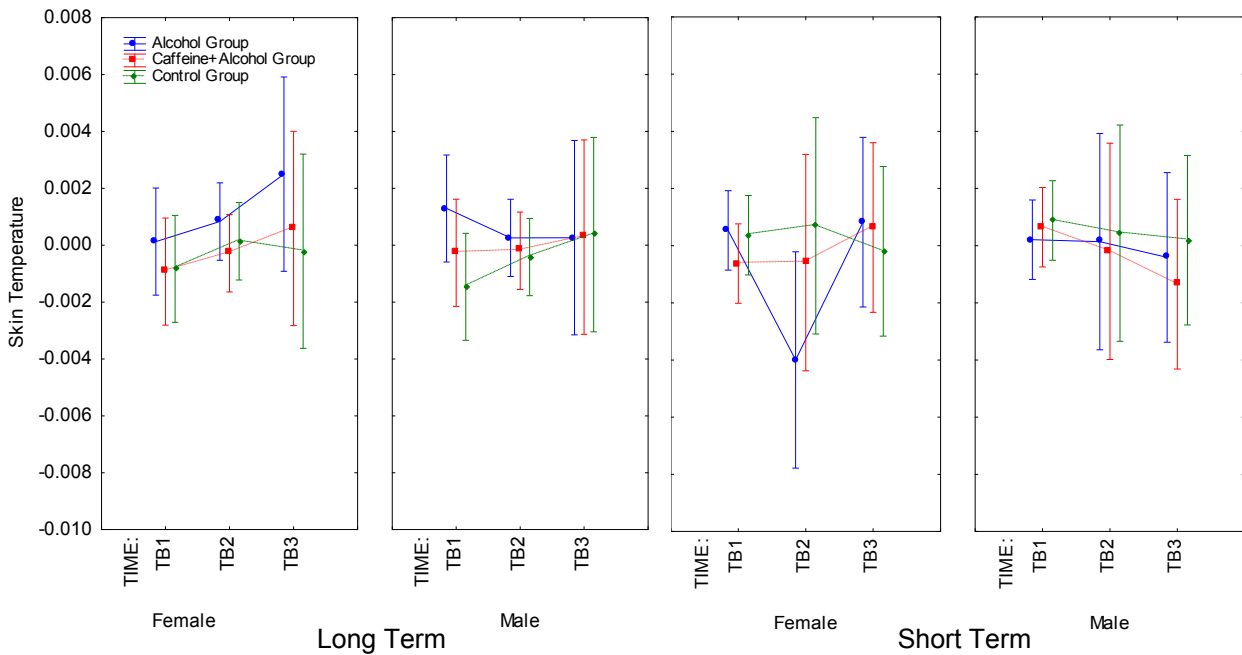 0.008
0.006
0.004
0.002
0.000
-0.002
-0.004
-0.006
-0.008
-0.010
Skin Temperature
Alcohol Group
Caffeine+Alcohol Group
Control Group
TIME: TB1 TB2 TB3
TIME: TB1 TB2 TB3
TIME: TB1 TB2 TB3
TIME: TB1 TB2 TB3
Female Male Female Male
Long Term Short Term